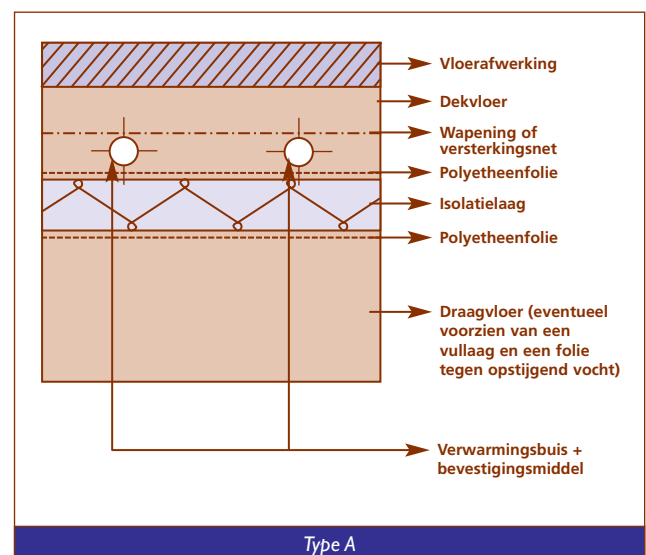 Vloerafwerking
Dekvloer
Wapening of
versterkingsnet
Polyetheenfolie
Isolatielaag
Polyetheenfolie
Draagvloer (eventueel
voorzien van een
vullaag en een folie
tegen opstijgend vocht)
Verwarmingsbuis +
bevestigingsmiddel
Type A